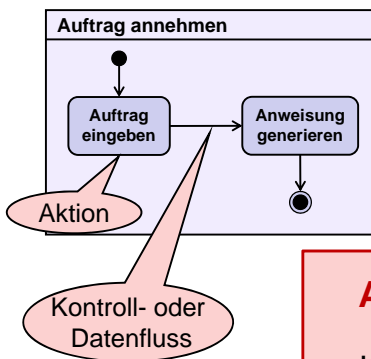 Auftrag annehmen
Auftrag
eingeben
Anweisung
generieren
Aktion
Kontroll- oder
Datenfluss
A